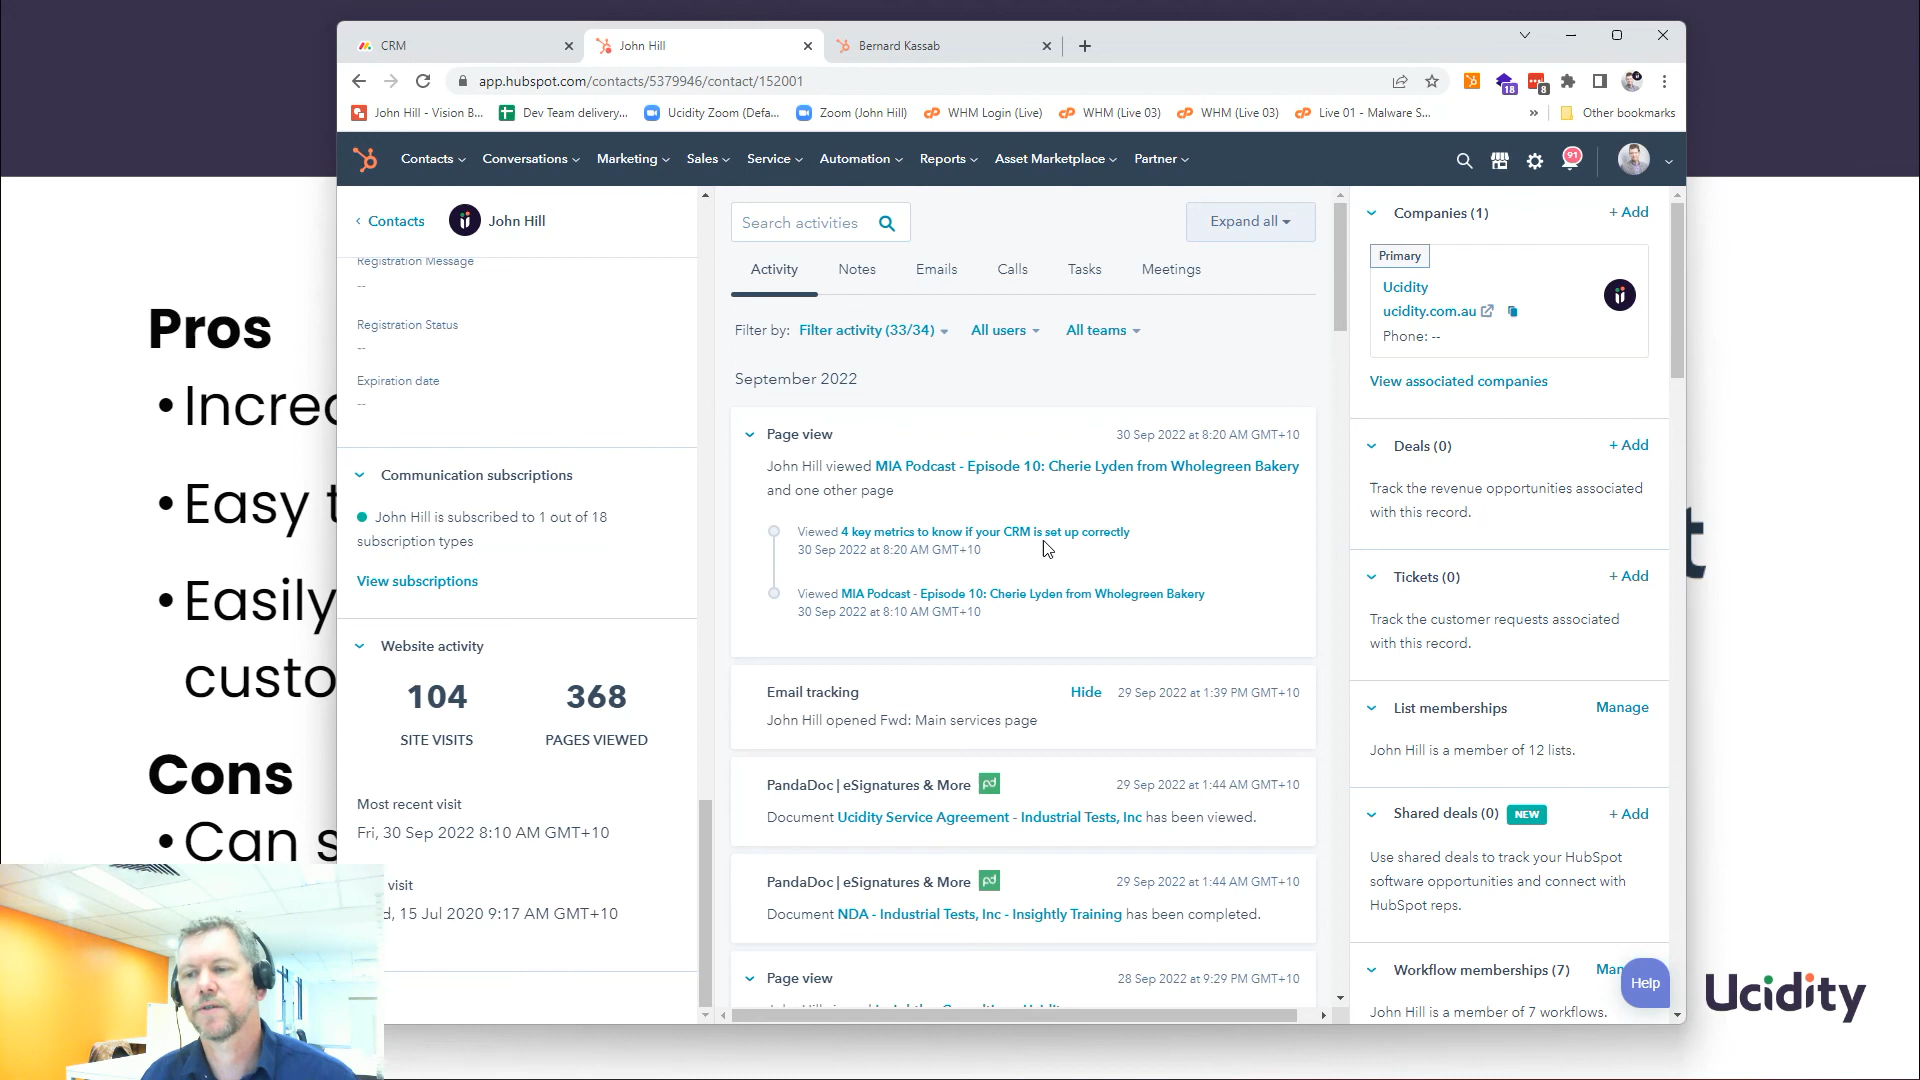 CRM
John Hill
Bernard Kassab
app.hubspot.com/contacts/5379946/contact/152001
18
8
John Hill - Vision B...
Dev Team delivery...
Ucidity Zoom (Defa...
Zoom (John Hill)
WHM Login (Live)
WHM (Live 03)
WHM (Live 03)
Live 01 - Malware S...
»
Other bookmarks
Contacts
Conversations
Marketing
Sales
Service
Automation
Reports
Asset Marketplace
Partner
91
Contacts
John Hill
Registration Message
--
Registration Status
--
Expiration date
--
Communication subscriptions
John Hill is subscribed to 1 out of 18
subscription types
View subscriptions
Website activity
104
368
SITE VISITS
PAGES VIEWED
Most recent visit
Fri, 30 Sep 2022 8:10 AM GMT+10
visit
d, 15 Jul 2020 9:17 AM GMT+10
Search activities
Expand all
Activity
Notes
Emails
Calls
Tasks
Meetings
Filter by:
Filter activity (33/34)
All users
All teams
September 2022
Page view
30 Sep 2022 at 8:20 AM GMT+10
John Hill viewed MIA Podcast - Episode 10: Cherie Lyden from Wholegreen Bakery
and one other page
Viewed 4 key metrics to know if your CRM is set up correctly
30 Sep 2022 at 8:20 AM GMT+10
Viewed MIA Podcast - Episode 10: Cherie Lyden from Wholegreen Bakery
30 Sep 2022 at 8:10 AM GMT+10
Email tracking
Hide
29 Sep 2022 at 1:39 PM GMT+10
John Hill opened Fwd: Main services page
PandaDoc | eSignatures & More
pd
29 Sep 2022 at 1:44 AM GMT+10
Document Ucidity Service Agreement - Industrial Tests, Inc has been viewed.
PandaDoc | eSignatures & More
pd
29 Sep 2022 at 1:44 AM GMT+10
Document NDA - Industrial Tests, Inc - Insightly Training has been completed.
Page view
28 Sep 2022 at 9:29 PM GMT+10
Companies (1)
+ Add
Primary
Ucidity
ucidity.com.au
Phone: --
View associated companies
Deals (0)
+ Add
Track the revenue opportunities associated
with this record.
Tickets (0)
+ Add
Track the customer requests associated
with this record.
List memberships
Manage
John Hill is a member of 12 lists.
Shared deals (0)
NEW
+ Add
Use shared deals to track your HubSpot
software opportunities and connect with
HubSpot reps.
Workflow memberships (7)
Man
Help
John Hill is a member of 7 workflows.
Pros
• Increa
• Easy t
• Easily
custo
Cons
• Can s
t
Ucidity